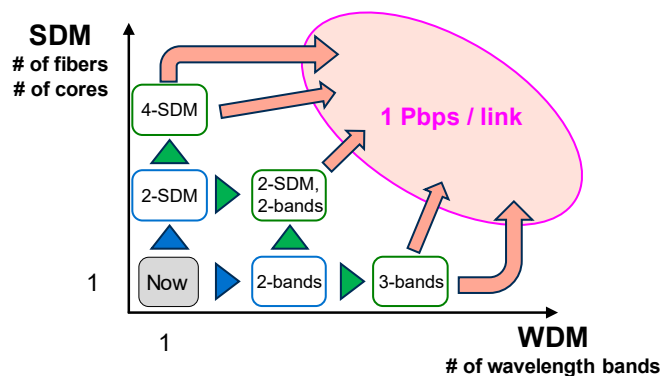 SDM
# of fibers
# of cores
4-SDM
1 Pbps / link
2-SDM
2-SDM,
2-bands
1
Now
2-bands
3-bands
1
WDM
# of wavelength bands